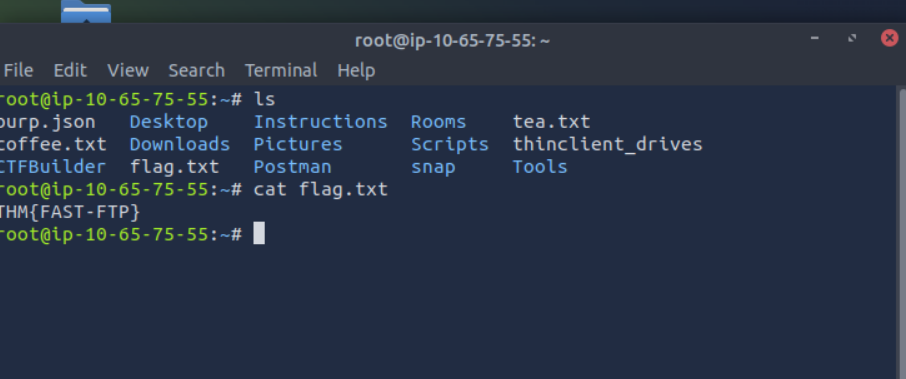 root@ip-10-65-75-55: ~
File Edit View Search Terminal Help
root@ip-10-65-75-55:~# ls
burp.json Desktop Instructions Rooms tea.txt
coffee.txt Downloads Pictures Scripts thinclient_drives
CTFBuilder flag.txt Postman snap Tools
root@ip-10-65-75-55:~# cat flag.txt
THM{FAST-FTP}
root@ip-10-65-75-55:~#